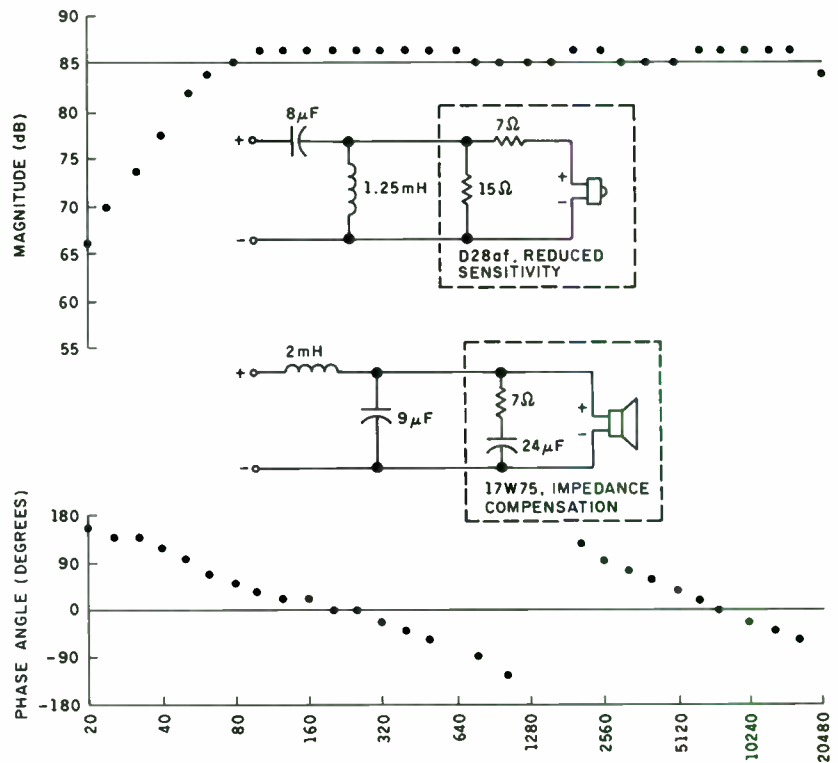 90
85
80
75
70
65
60
55
MAGNITUDE (dB)
8μF
+
-
1.25mH
7Ω
15Ω
+
-
D28af, REDUCED
SENSITIVITY
2mH
+
-
9μF
7Ω
24μF
+
-
17W75, IMPEDANCE
COMPENSATION
180
90
0
-90
-180
PHASE ANGLE (DEGREES)
20
40
80
160
320
640
1280
2560
5120
10240
20480